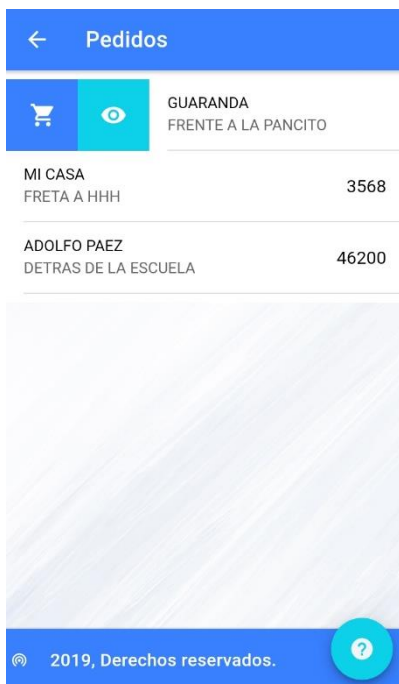 Pedidos
GUARANDA
FRENTE A LA PANCITO
MI CASA
FRETA A HHH
3568
ADOLFO PAEZ
DETRAS DE LA ESCUELA
46200
2019, Derechos reservados.
?